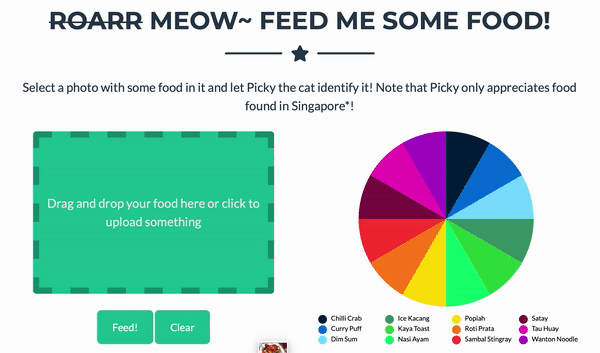 ROARR MEOW~ FEED ME SOME FOOD!
Select a photo with some food in it and let Picky the cat identify it! Note that Picky only appreciates food
found in Singapore*!
Drag and drop your food here or click to
upload something
Feed!
Clear
Chilli Crab
Ice Kacang
Popiah
Satay
Curry Puff
Kaya Toast
Roti Prata
Tau Huay
Dim Sum
Nasi Ayam
Sambal Stingray
Wanton Noodle